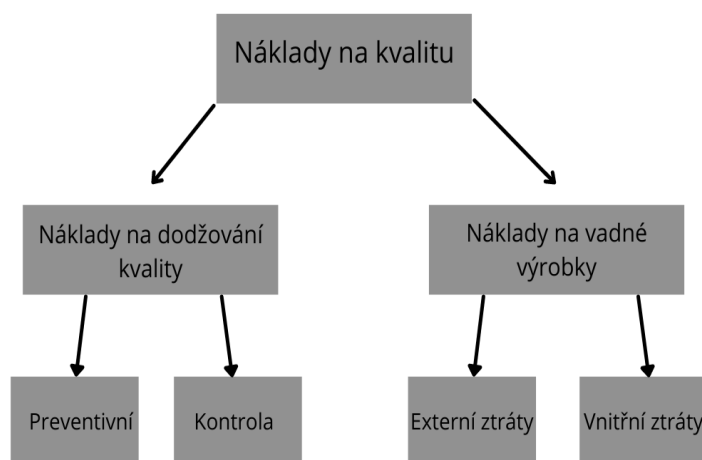 Náklady na kvalitu
Náklady na dodžování
kvality
Náklady na vadné
výrobky
Preventivní
Kontrola
Externí ztráty
Vnitřní ztráty